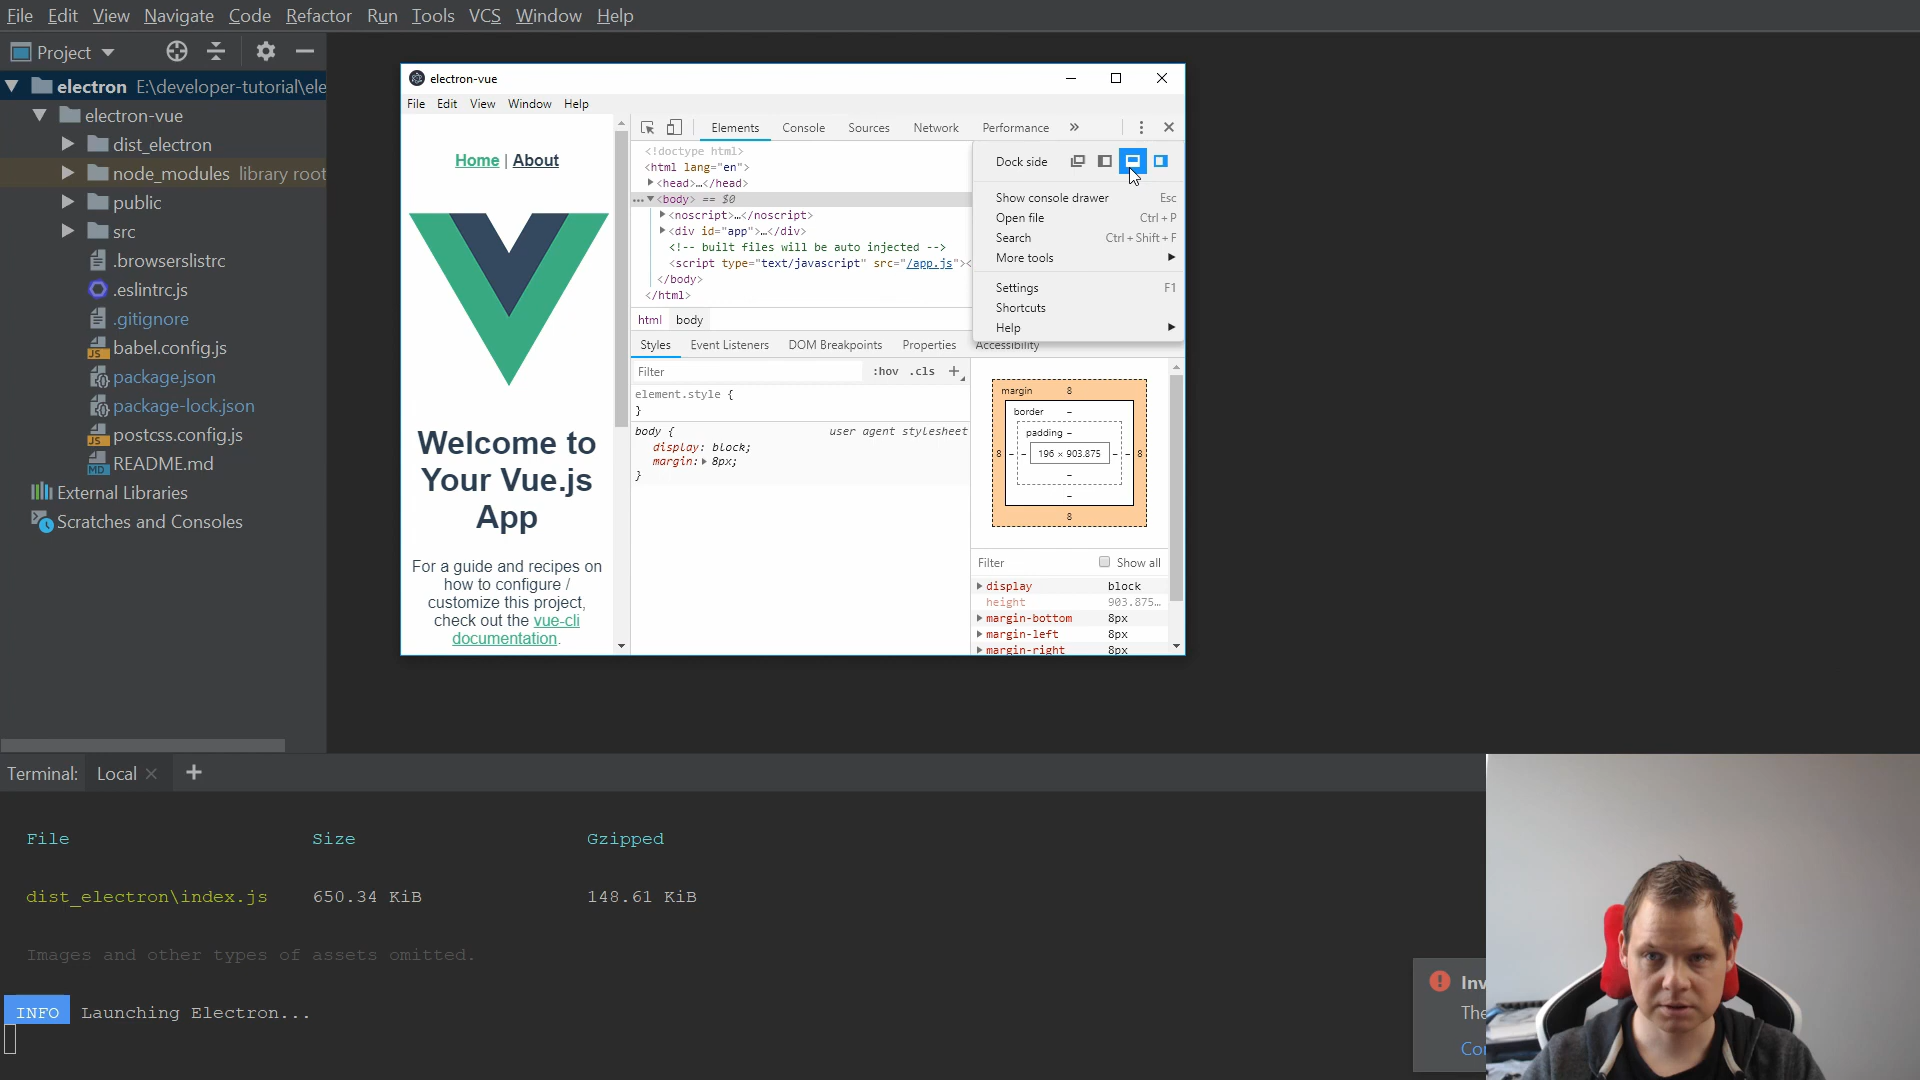 File Edit View Navigate Code Refactor Run Tools VCS Window Help
Project
electron E:\developer-tutorial\ele
electron-vue
dist_electron
node_modules library root
public
src
.browserslistrc
.eslintrc.js
.gitignore
babel.config.js
package.json
package-lock.json
postcss.config.js
README.md
External Libraries
Scratches and Consoles
electron-vue
File Edit View Window Help
Home | About
Welcome to
Your Vue.js
App
For a guide and recipes on
how to configure /
customize this project,
check out the vue-cli
documentation.
Elements Console Sources Network Performance »
<!doctype html>
<html lang="en">
<head>…</head>
…<body> == $0
<noscript>…</noscript>
<div id="app">…</div>
<!-- built files will be auto injected -->
<script type="text/javascript" src="/app.js"><
</body>
</html>
html body
Styles Event Listeners DOM Breakpoints Properties Accessibility
Filter :hov .cls +
element.style {
}
body { user agent stylesheet
display: block;
margin: 8px;
}
Dock side
Show console drawer Esc
Open file Ctrl+P
Search Ctrl+Shift+F
More tools
Settings F1
Shortcuts
Help
margin 8
border –
padding –
8 – – 196 × 903.875 – – 8
–
–
8
Filter Show all
display block
height 903.875…
margin-bottom 8px
margin-left 8px
margin-right 8px
Terminal: Local +
File Size Gzipped
dist_electron\index.js 650.34 KiB 148.61 KiB
Images and other types of assets omitted.
INFO Launching Electron...
Inv
The
Cor